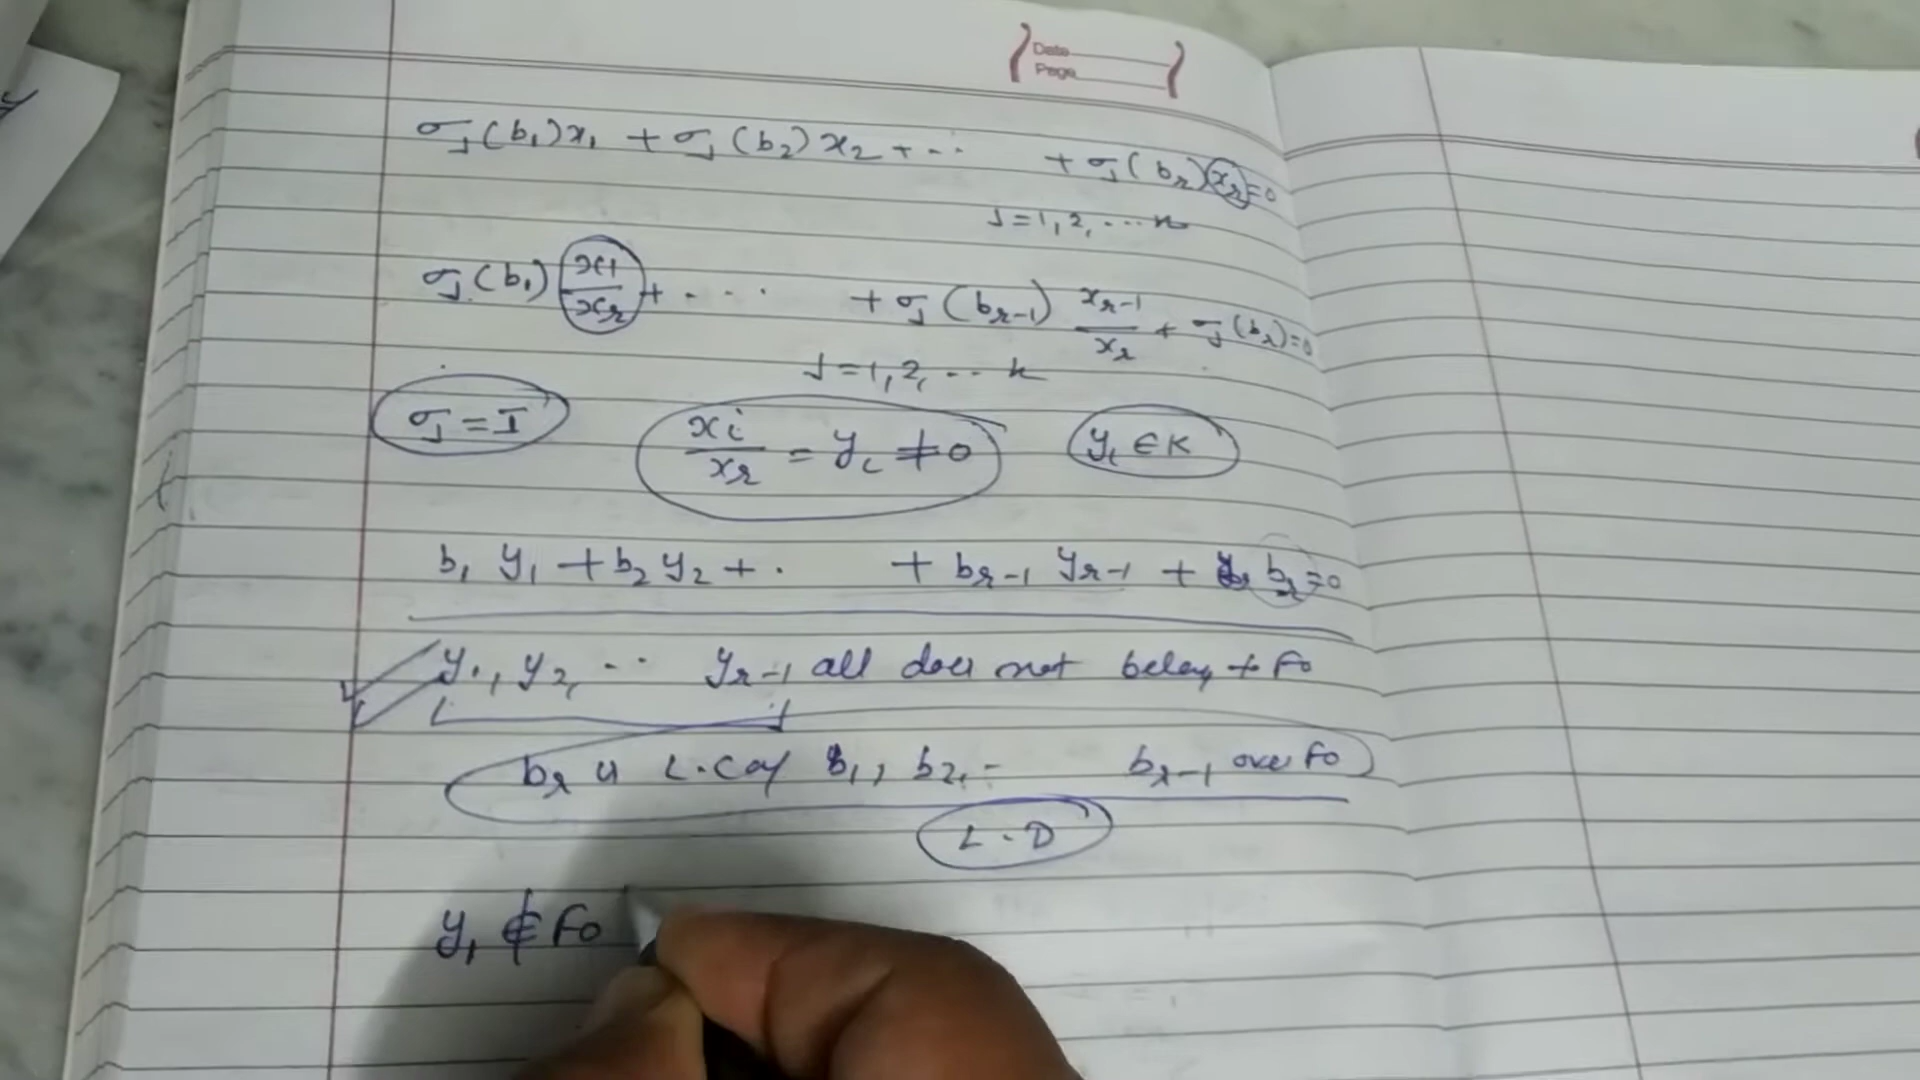 Date
Page
σj(b₁)x₁ + σj(b₂)x₂ + ... + σj(bᵣ)xᵣ=0
j=1,2,...n
σj(b₁) x₁/xᵣ + .... + σj(bᵣ₋₁) xᵣ₋₁/xᵣ + σj(bᵣ)=0
j=1,2,...n
σj=I xi/xᵣ = yi ≠0 yi ∈K
b₁ y₁ + b₂ y₂ + . + bᵣ₋₁ yᵣ₋₁ + bᵣ=0
y₁, y₂, ... yᵣ₋₁ all does not belong to F₀
bᵣ is L.C of b₁, b₂, - bᵣ₋₁ over F₀
L.D
y₁ ∉ F₀